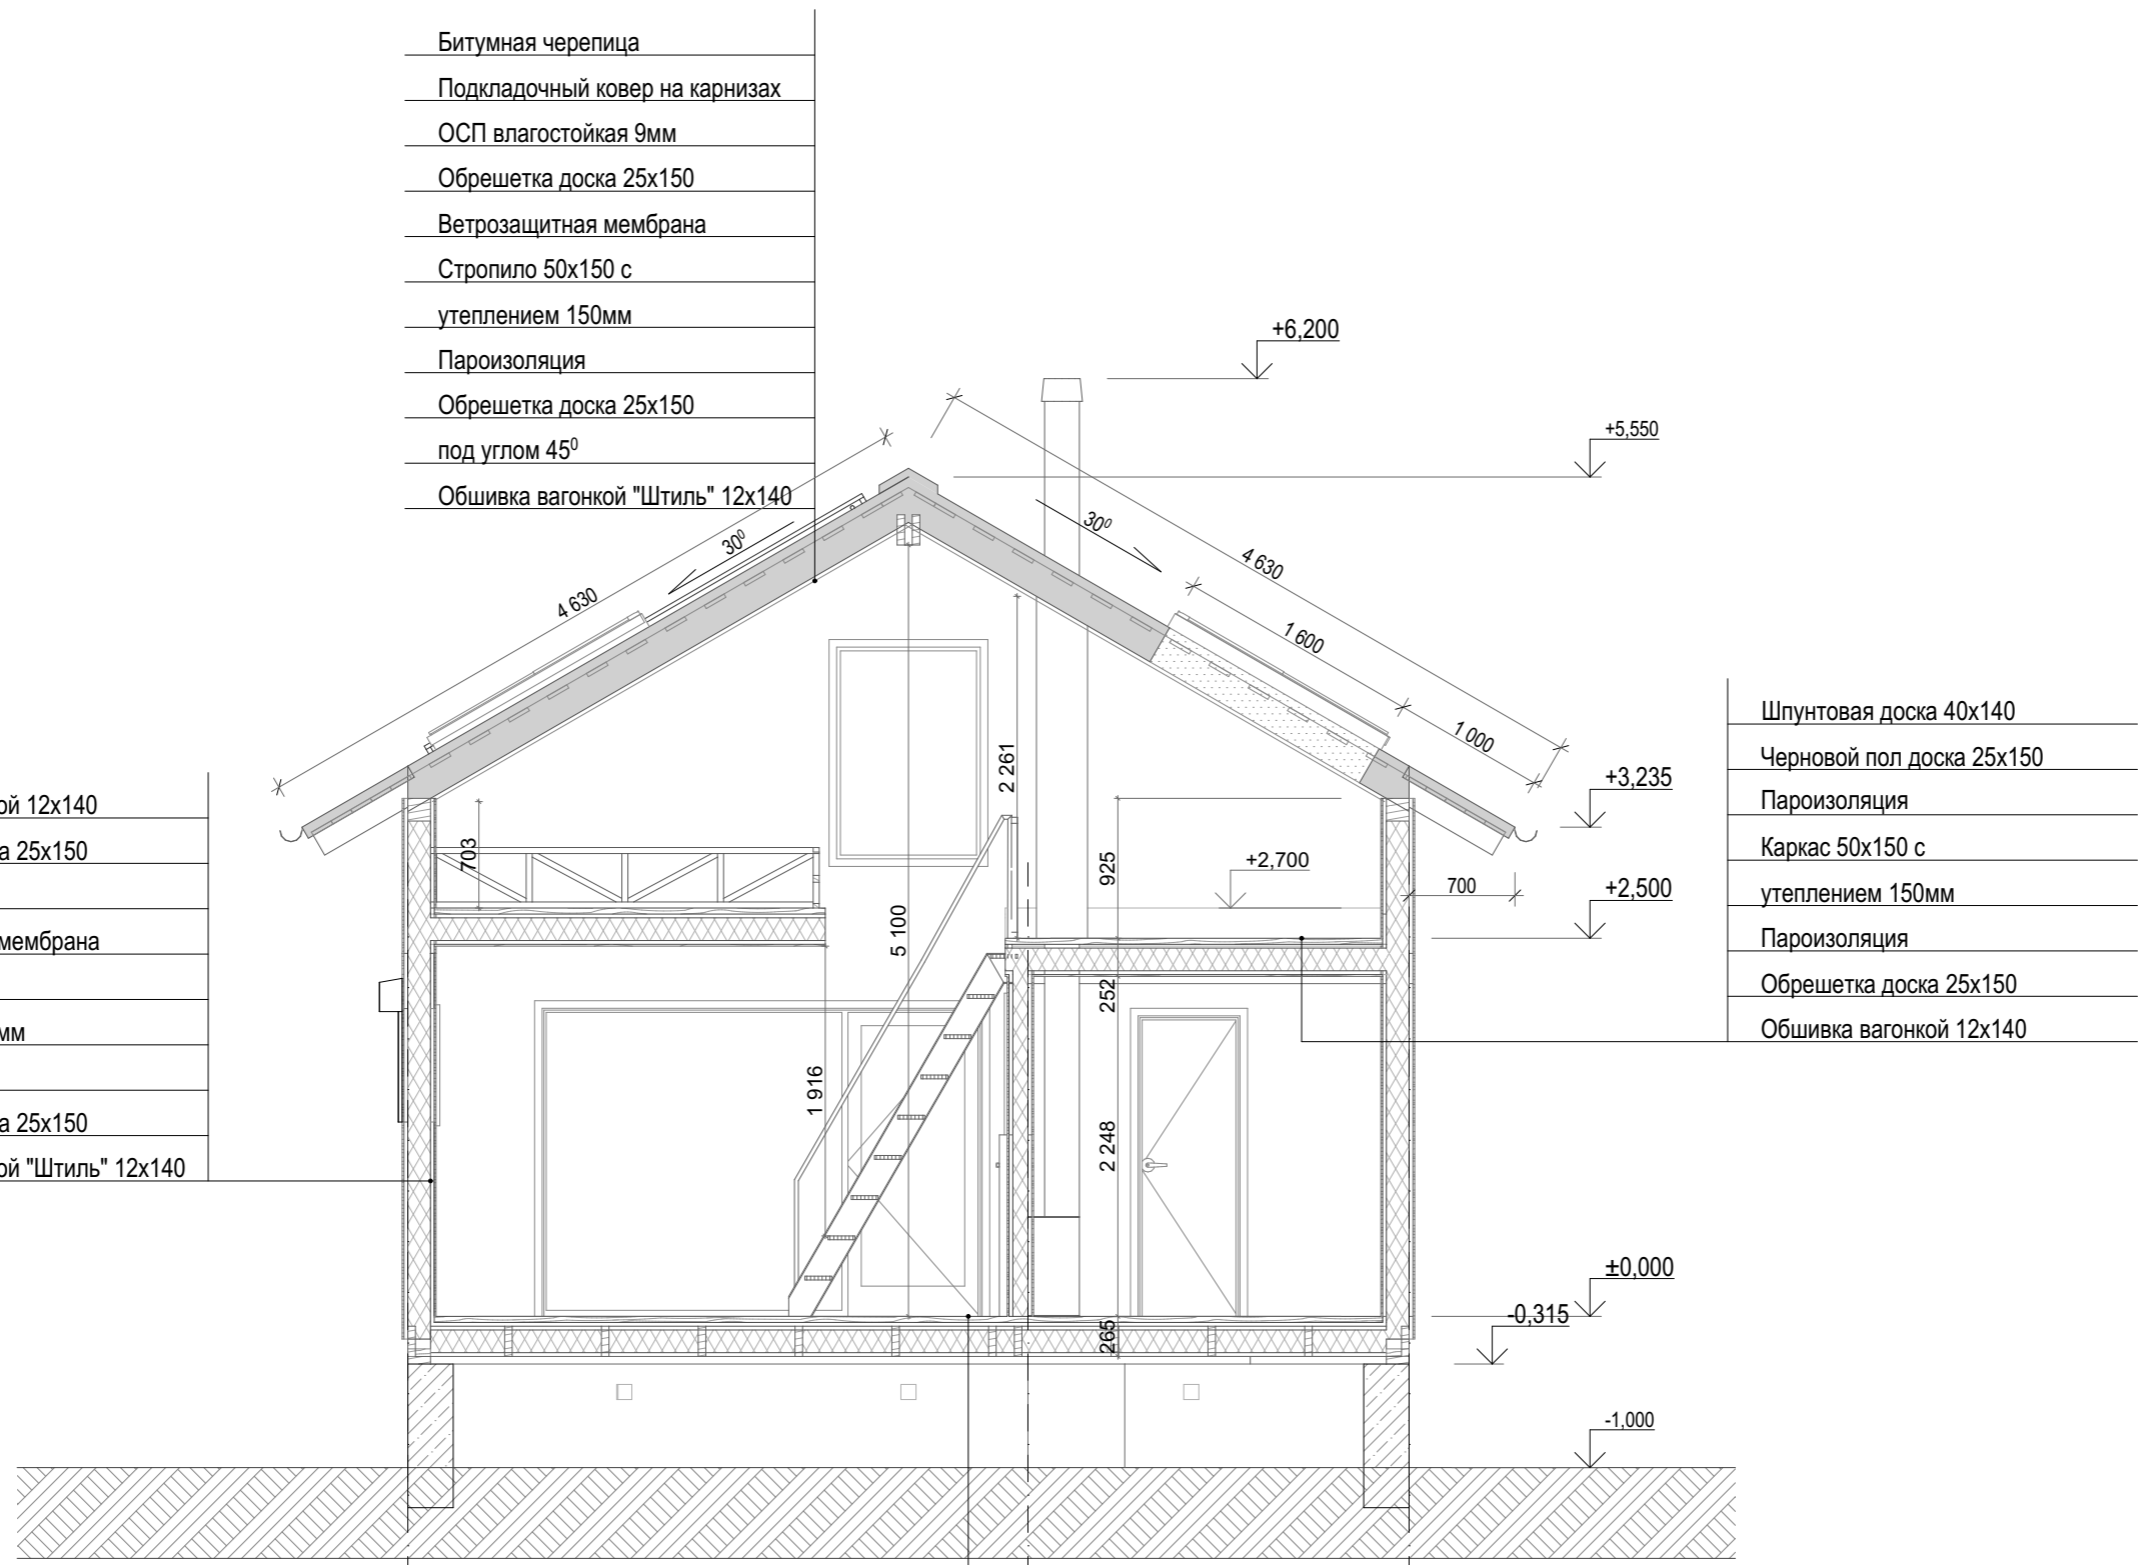 Битумная черепица
Подкладочный ковер на карнизах
ОСП влагостойкая 9мм
Обрешетка доска 25х150
Ветрозащитная мембрана
Стропило 50х150 с
утеплением 150мм
Пароизоляция
Обрешетка доска 25х150
под углом 45⁰
Обшивка вагонкой "Штиль" 12х140
+6,200
+5,550
30⁰
30⁰
4 630
4 630
1 600
1 000
+3,235
+2,700
+2,500
700
703
2 261
925
5 100
252
1 916
2 248
265
±0,000
-0,315
-1,000
ой 12х140
а 25х150
мембрана
мм
а 25х150
ой "Штиль" 12х140
Шпунтовая доска 40х140
Черновой пол доска 25х150
Пароизоляция
Каркас 50х150 с
утеплением 150мм
Пароизоляция
Обрешетка доска 25х150
Обшивка вагонкой 12х140